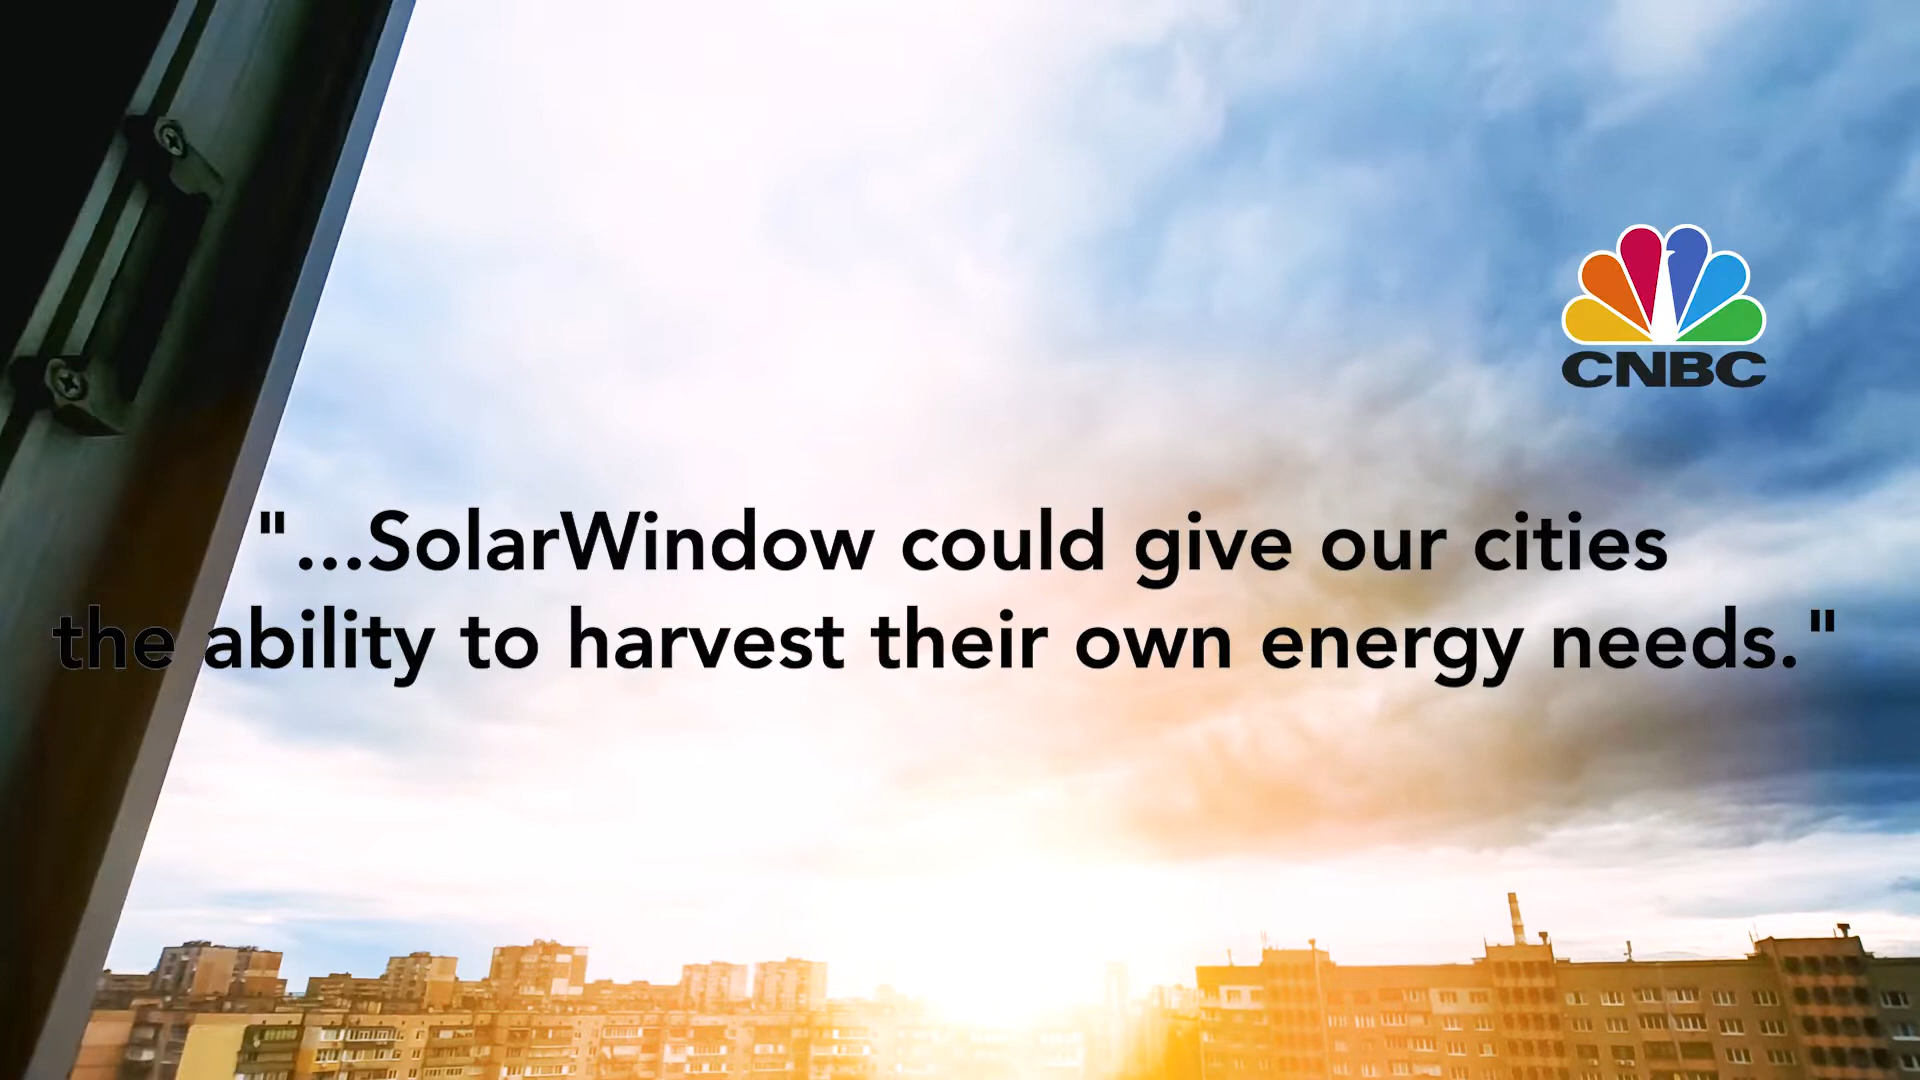 CNBC
"...SolarWindow could give our cities
the ability to harvest their own energy needs."